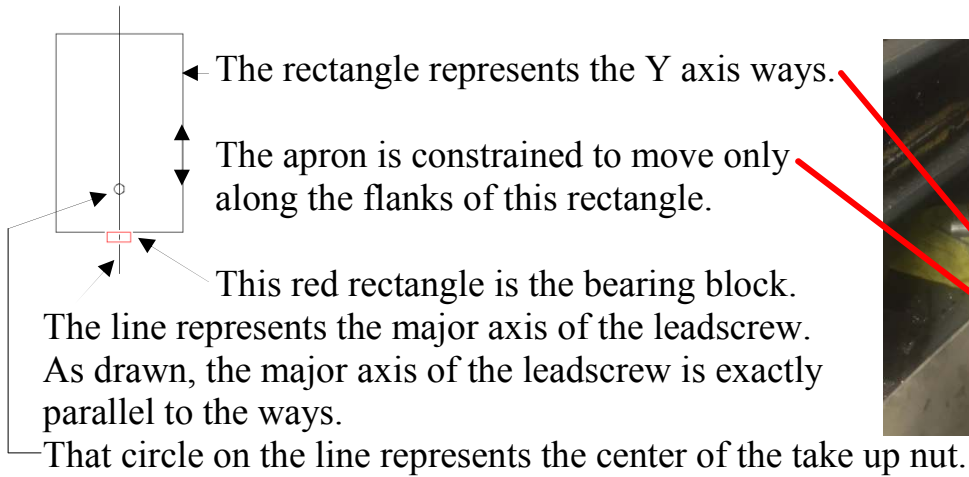 The rectangle represents the Y axis ways.
The apron is constrained to move only
along the flanks of this rectangle.
This red rectangle is the bearing block.
The line represents the major axis of the leadscrew.
As drawn, the major axis of the leadscrew is exactly
parallel to the ways.
That circle on the line represents the center of the take up nut.